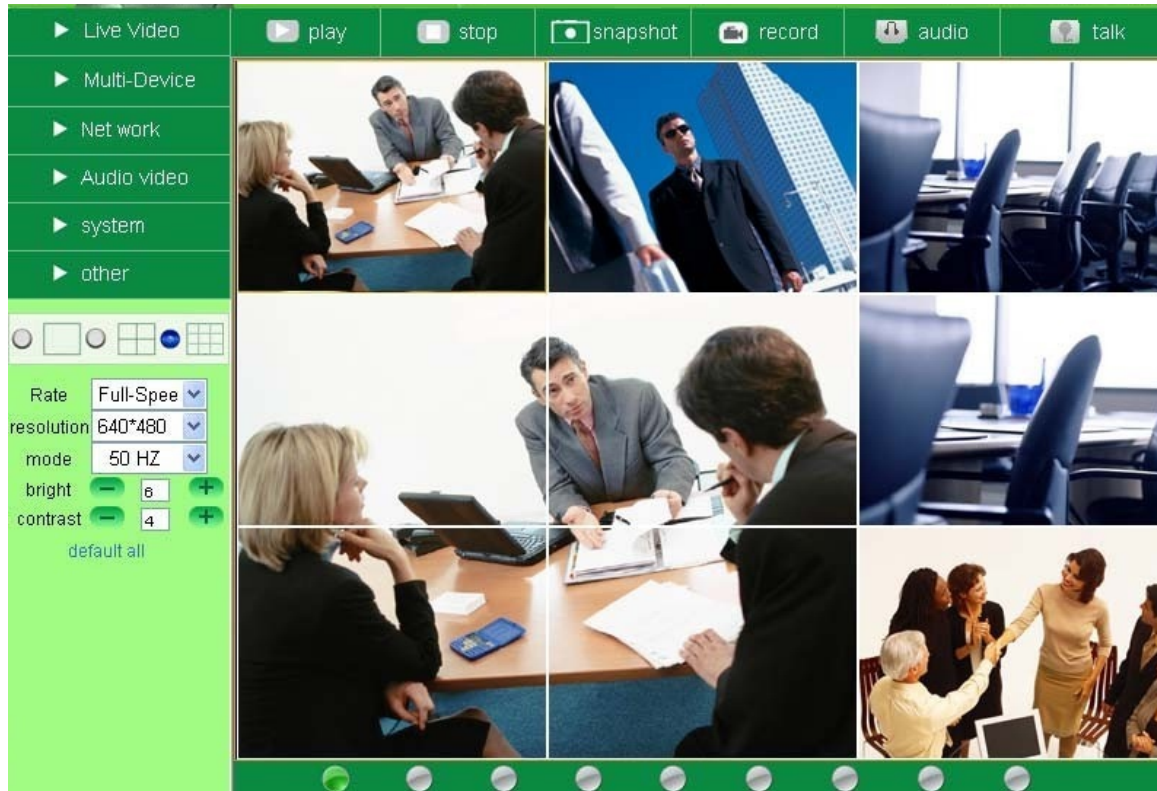 Live Video
Multi-Device
Net work
Audio video
system
other
play
stop
snapshot
record
audio
talk
Rate Full-Spee
resolution 640*480
mode 50 HZ
bright 6
contrast 4
default all